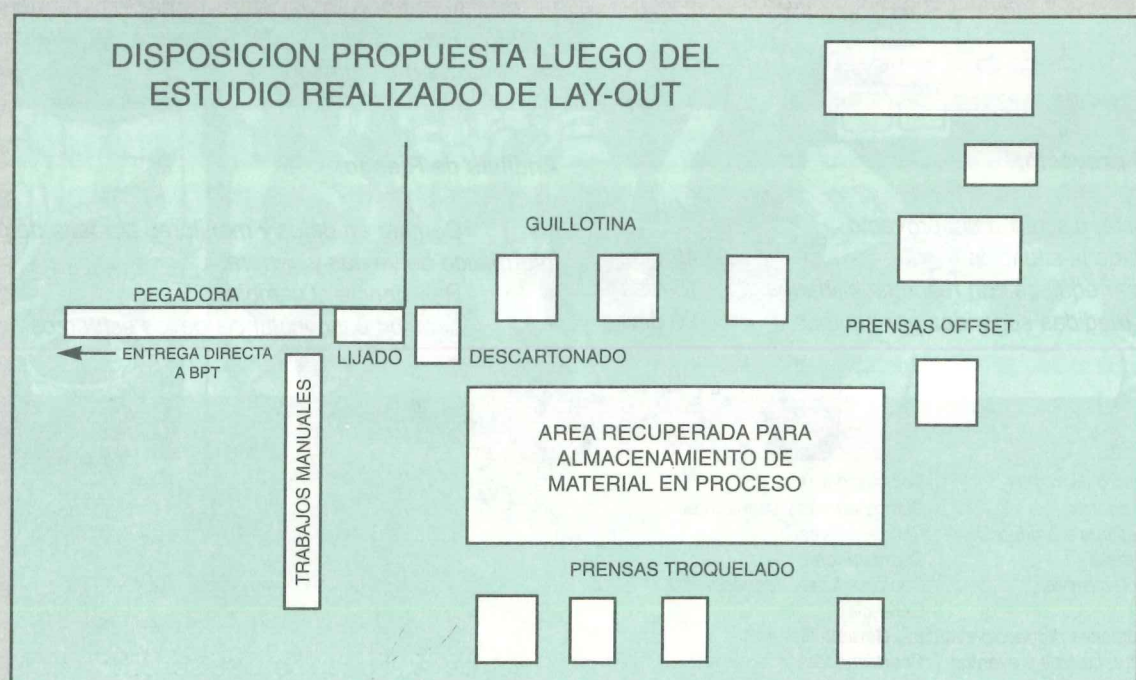 DISPOSICION PROPUESTA LUEGO DEL
ESTUDIO REALIZADO DE LAY-OUT
GUILLOTINA
PEGADORA
PRENSAS OFFSET
ENTREGA DIRECTA
A BPT
LIJADO
DESCARTONADO
TRABAJOS MANUALES
AREA RECUPERADA PARA
ALMACENAMIENTO DE
MATERIAL EN PROCESO
PRENSAS TROQUELADO